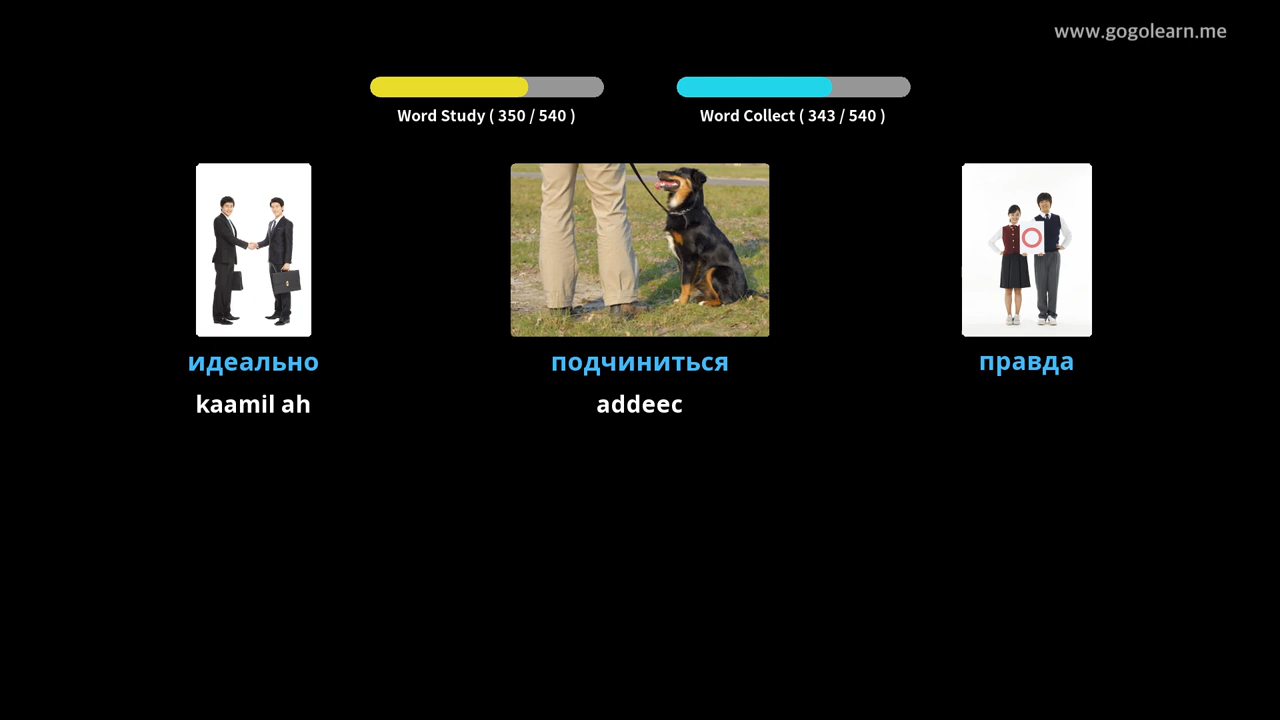 www.gogolearn.me
Word Study ( 350 / 540 )
Word Collect ( 343 / 540 )
идеально
подчиниться
правда
kaamil ah
addeec